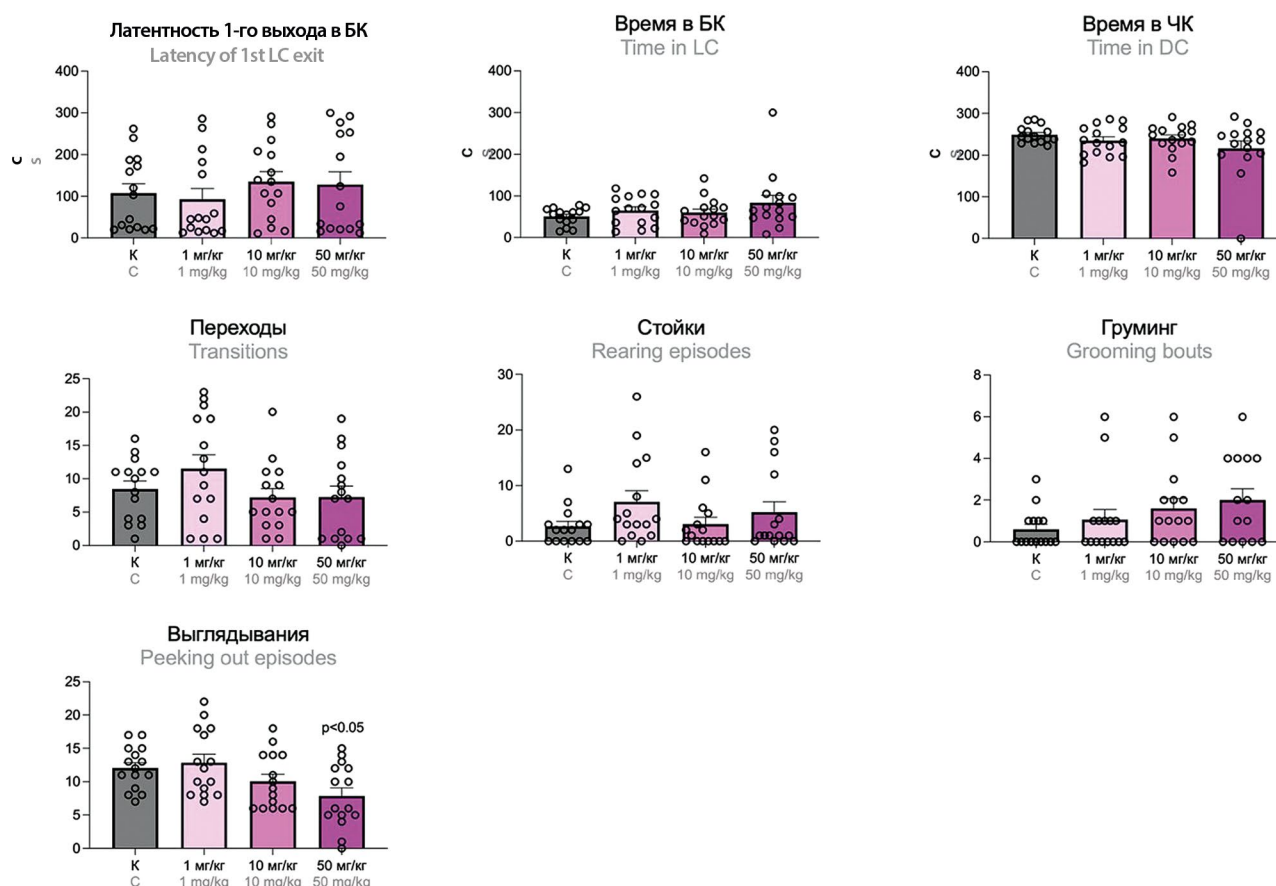 Латентность 1-го выхода в БК
Latency of 1st LC exit
400
300
200
100
0
с
s
К
1 мг/кг
10 мг/кг
50 мг/кг
C
1 mg/kg
10 mg/kg
50 mg/kg
Время в БК
Time in LC
400
300
200
100
0
с
s
К
1 мг/кг
10 мг/кг
50 мг/кг
C
1 mg/kg
10 mg/kg
50 mg/kg
Время в ЧК
Time in DC
400
300
200
100
0
с
s
К
1 мг/кг
10 мг/кг
50 мг/кг
C
1 mg/kg
10 mg/kg
50 mg/kg
Переходы
Transitions
25
20
15
10
5
0
К
1 мг/кг
10 мг/кг
50 мг/кг
C
1 mg/kg
10 mg/kg
50 mg/kg
Стойки
Rearing episodes
30
20
10
0
К
1 мг/кг
10 мг/кг
50 мг/кг
C
1 mg/kg
10 mg/kg
50 mg/kg
Груминг
Grooming bouts
8
6
4
2
0
К
1 мг/кг
10 мг/кг
50 мг/кг
C
1 mg/kg
10 mg/kg
50 mg/kg
Выглядывания
Peeking out episodes
25
20
15
10
5
0
p<0.05
К
1 мг/кг
10 мг/кг
50 мг/кг
C
1 mg/kg
10 mg/kg
50 mg/kg